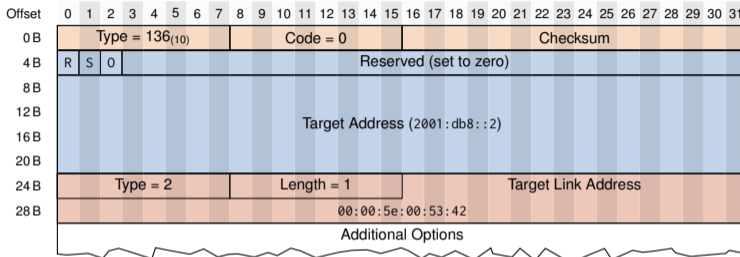 Offset 0 1 2 3 4 5 6 7 8 9 10 11 12 13 14 15 16 17 18 19 20 21 22 23 24 25 26 27 28 29 30 31
0 B Type = 136(10) Code = 0 Checksum
4 B R S O Reserved (set to zero)
8 B
12 B
Target Address (2001:db8::2)
16 B
20 B
24 B Type = 2 Length = 1 Target Link Address
28 B 00:00:5e:00:53:42
Additional Options